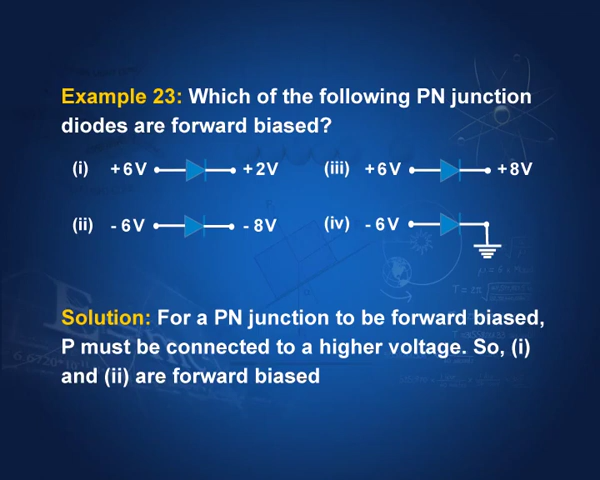 Example 23: Which of the following PN junction
diodes are forward biased?
(i) +6V +2V (iii) +6V +8V
(ii) - 6V - 8V (iv) - 6V
Solution: For a PN junction to be forward biased,
P must be connected to a higher voltage. So, (i)
and (ii) are forward biased